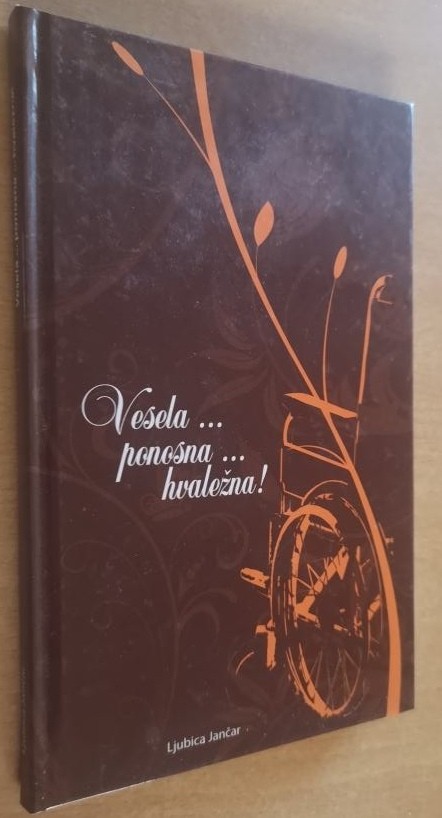 Vesela ...
ponosna ...
hvaležna!
Ljubica Jančar